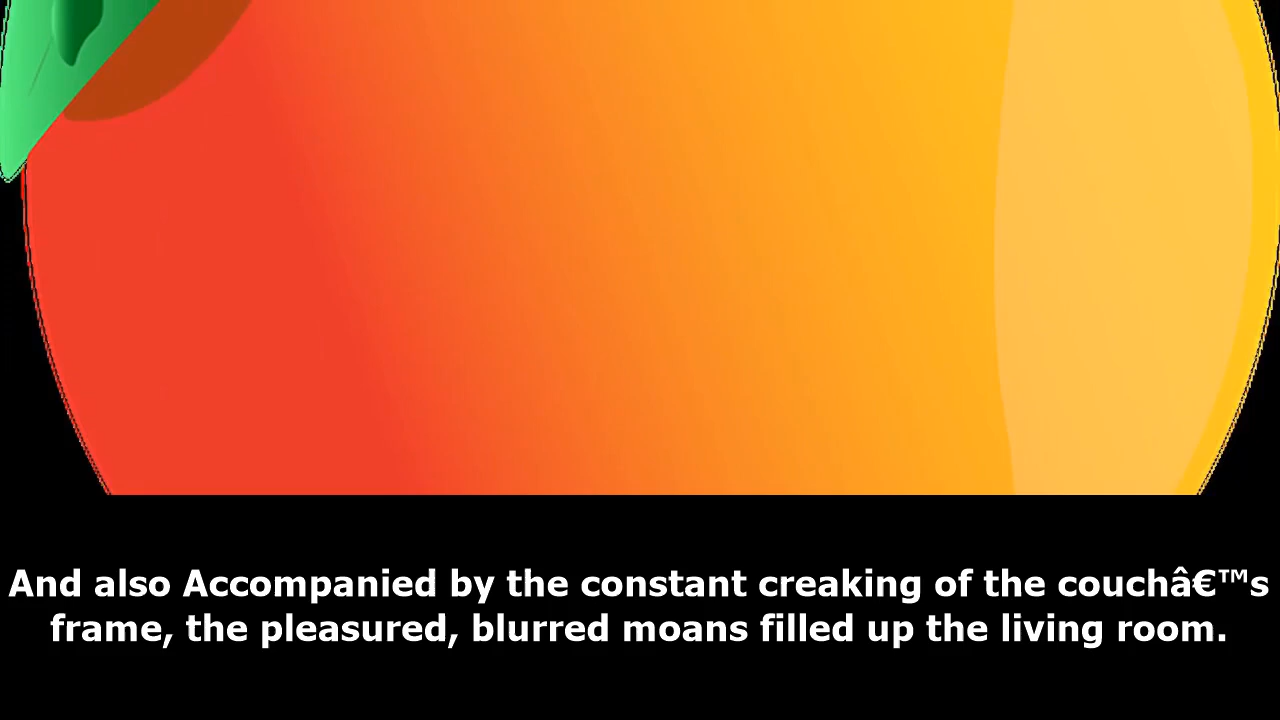 And also Accompanied by the constant creaking of the couchâ€™s
frame, the pleasured, blurred moans filled up the living room.